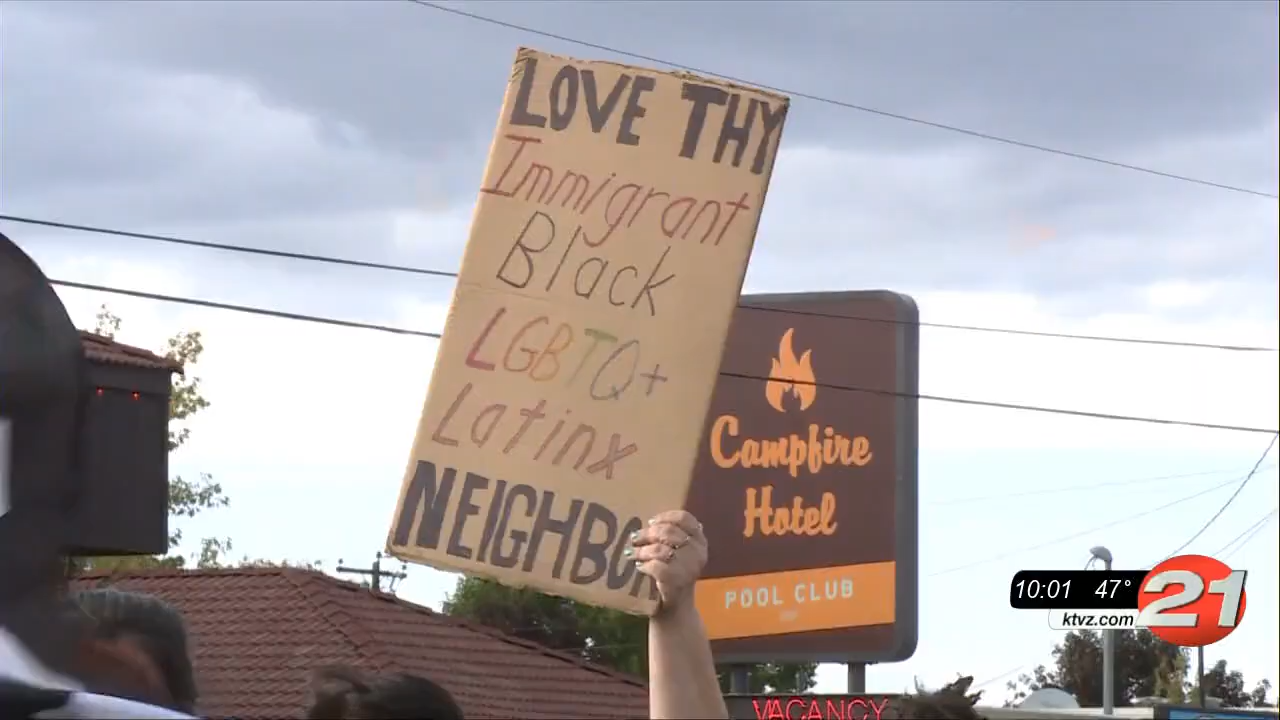 LOVE THY
Immigrant
Black
LGBTQ+
Latinx
NEIGHBOR
Campfire
Hotel
POOL CLUB
VACANCY
10:01 47°
ktvz.com
21